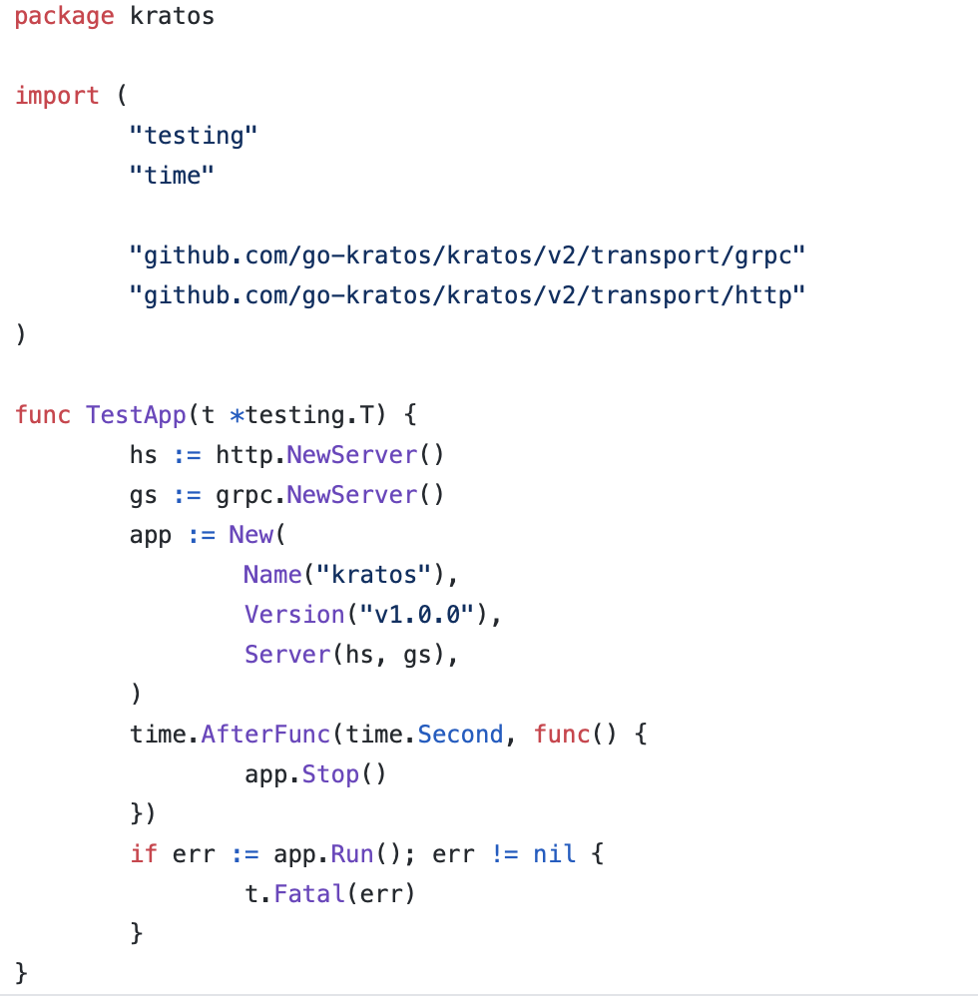 package kratos

import (
        "testing"
        "time"

        "github.com/go-kratos/kratos/v2/transport/grpc"
        "github.com/go-kratos/kratos/v2/transport/http"
)

func TestApp(t *testing.T) {
        hs := http.NewServer()
        gs := grpc.NewServer()
        app := New(
                Name("kratos"),
                Version("v1.0.0"),
                Server(hs, gs),
        )
        time.AfterFunc(time.Second, func() {
                app.Stop()
        })
        if err := app.Run(); err != nil {
                t.Fatal(err)
        }
}